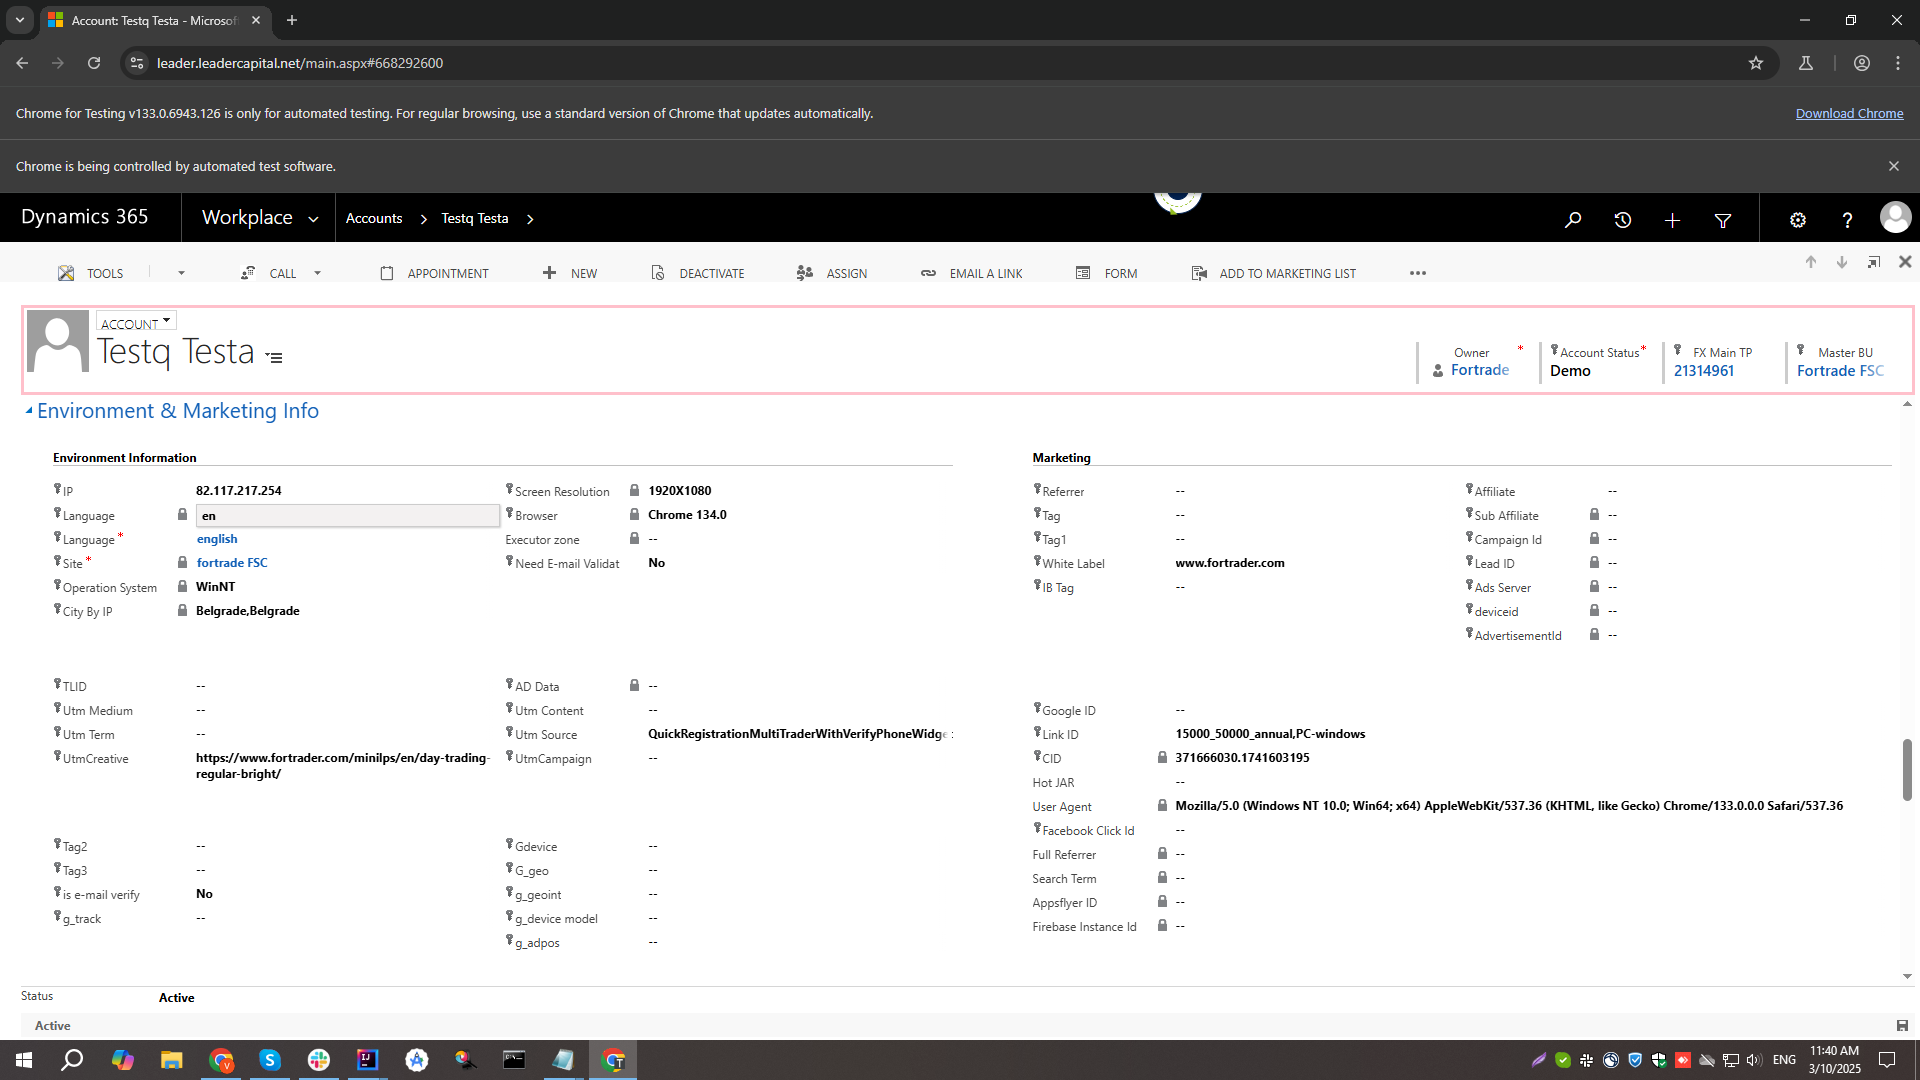 Account: Testq Testa - Microsof
leader.leadercapital.net/main.aspx#668292600
Chrome for Testing v133.0.6943.126 is only for automated testing. For regular browsing, use a standard version of Chrome that updates automatically.
Download Chrome
Chrome is being controlled by automated test software.
Dynamics 365
Workplace
Accounts
Testq Testa
TOOLS
CALL
APPOINTMENT
NEW
DEACTIVATE
ASSIGN
EMAIL A LINK
FORM
ADD TO MARKETING LIST
ACCOUNT
Testq Testa
Owner *
Fortrade
Account Status *
Demo
FX Main TP
21314961
Master BU
Fortrade FSC
Environment & Marketing Info
Environment Information
IP 82.117.217.254
Language en
Language * english
Site * fortrade FSC
Operation System WinNT
City By IP Belgrade,Belgrade
Screen Resolution 1920X1080
Browser Chrome 134.0
Executor zone --
Need E-mail Validat No
Marketing
Referrer --
Tag --
Tag1 --
White Label www.fortrader.com
IB Tag --
Affiliate --
Sub Affiliate --
Campaign Id --
Lead ID --
Ads Server --
deviceid --
AdvertisementId --
TLID --
Utm Medium --
Utm Term --
UtmCreative https://www.fortrader.com/minilps/en/day-trading-
regular-bright/
AD Data --
Utm Content --
Utm Source QuickRegistrationMultiTraderWithVerifyPhoneWidge
UtmCampaign --
Google ID --
Link ID 15000_50000_annual,PC-windows
CID 371666030.1741603195
Hot JAR --
User Agent Mozilla/5.0 (Windows NT 10.0; Win64; x64) AppleWebKit/537.36 (KHTML, like Gecko) Chrome/133.0.0.0 Safari/537.36
Facebook Click Id --
Full Referrer --
Search Term --
Appsflyer ID --
Firebase Instance Id --
Tag2 --
Tag3 --
is e-mail verify No
g_track --
Gdevice --
G_geo --
g_geoint --
g_device model --
g_adpos --
Status Active
Active
ENG
11:40 AM
3/10/2025